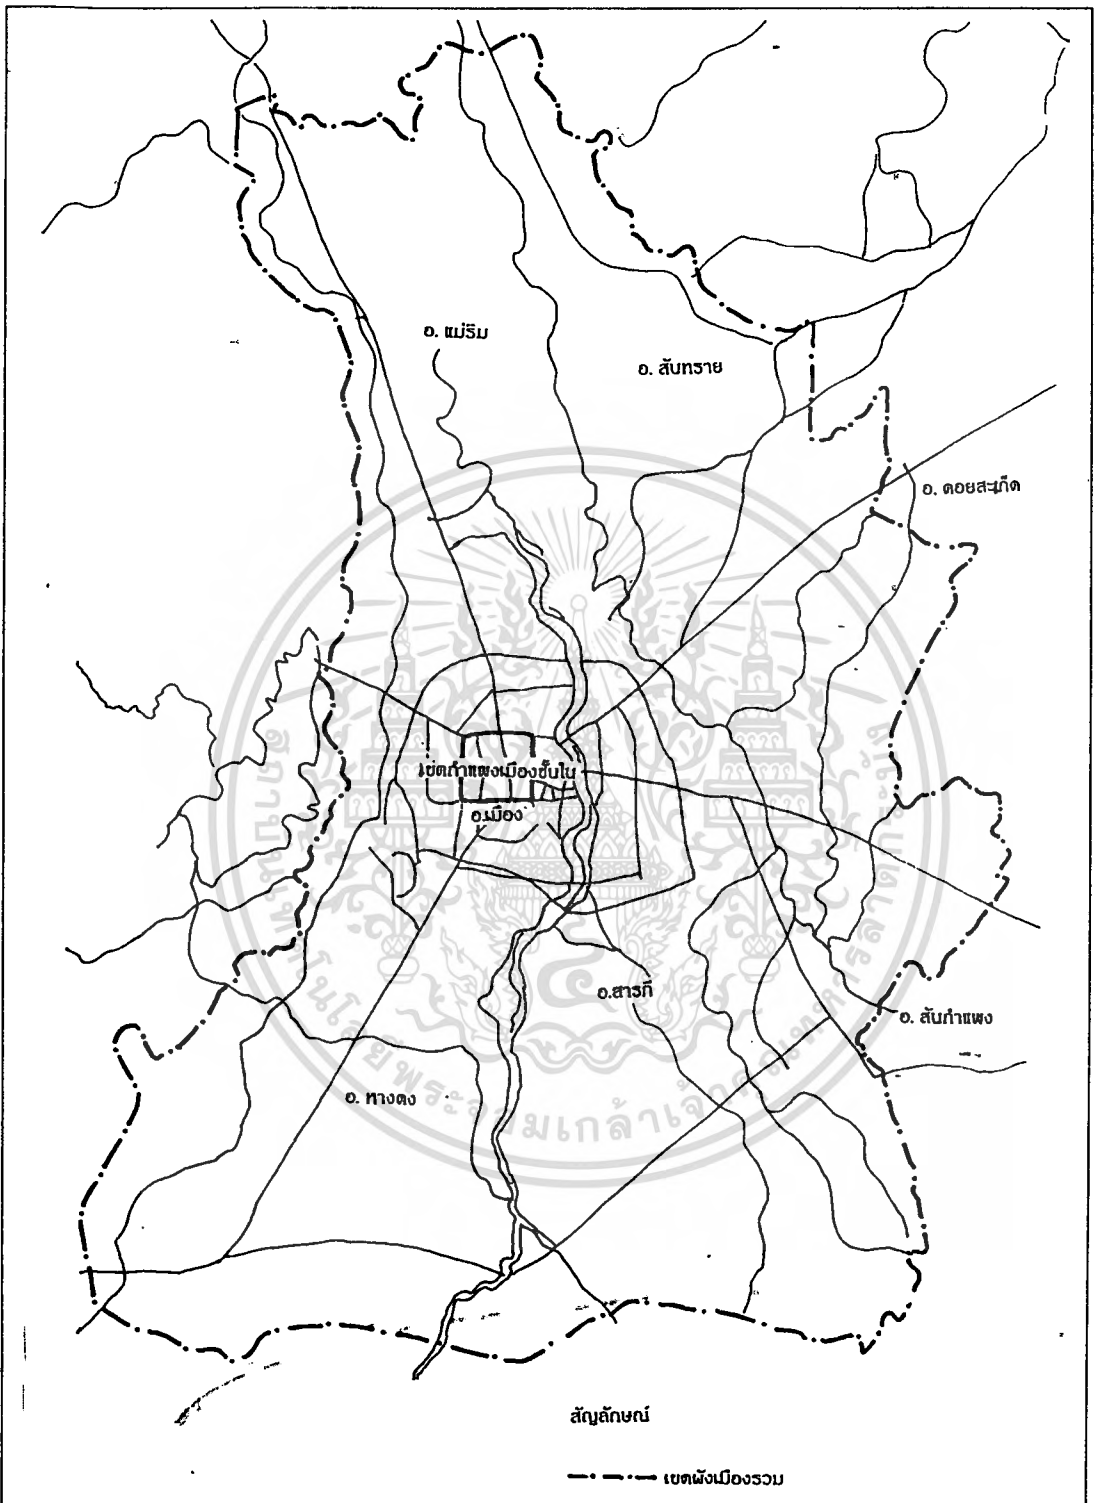 อ. แม่ริม
อ. สันทราย
อ. ดอยสะเก็ด
เขตกำแพงเมืองชั้นใน
อ.เมือง
อ.สารภี
อ. สันกำแพง
อ. หางดง
สัญลักษณ์
เขตผังเมืองรวม